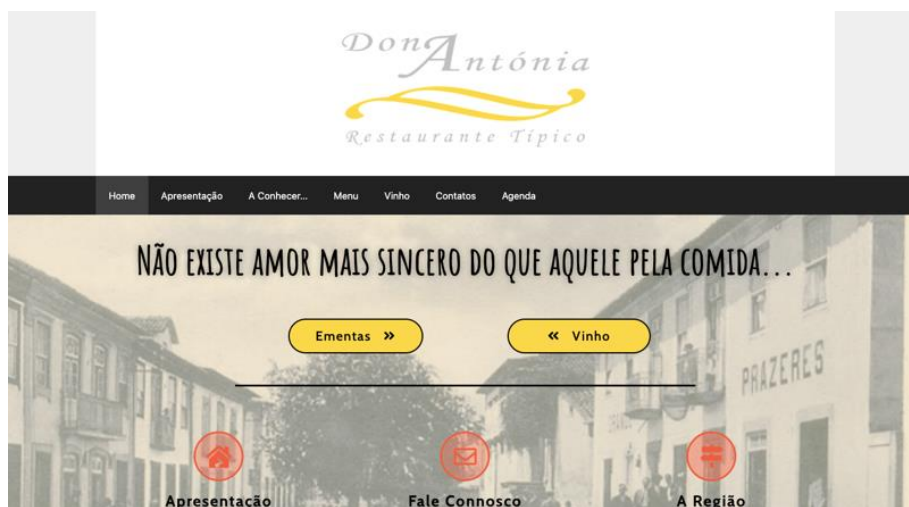 Dona Antónia
Restaurante Típico
Home Apresentação A Conhecer... Menu Vinho Contatos Agenda
NÃO EXISTE AMOR MAIS SINCERO DO QUE AQUELE PELA COMIDA...
Ementas »
« Vinho
PRAZERES
Apresentação
Fale Connosco
A Região